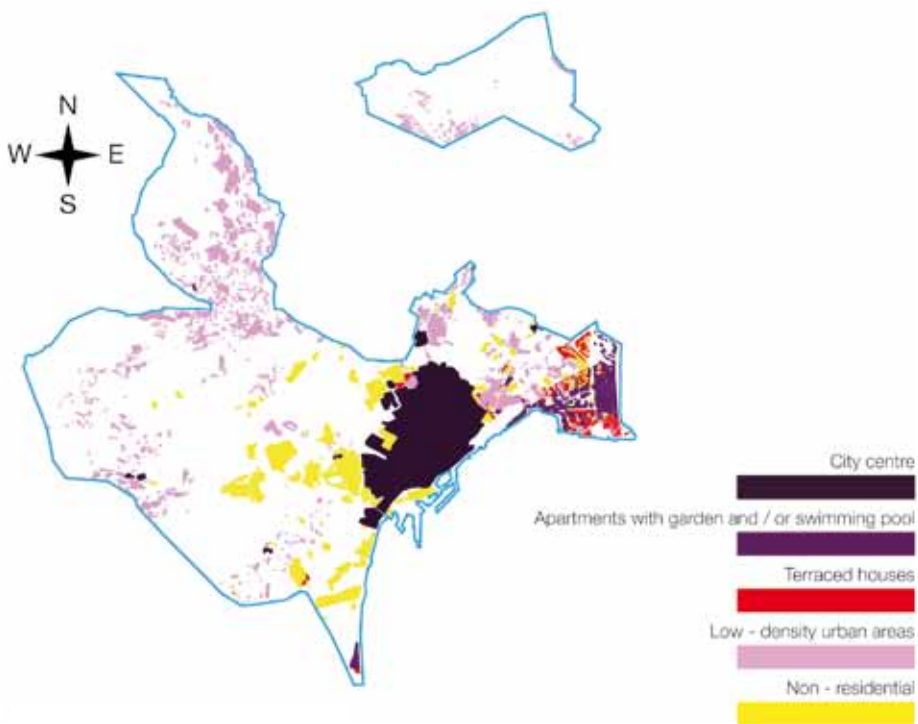 N
W E
S
City centre
Apartments with garden and / or swimming pool
Terraced houses
Low - density urban areas
Non - residential